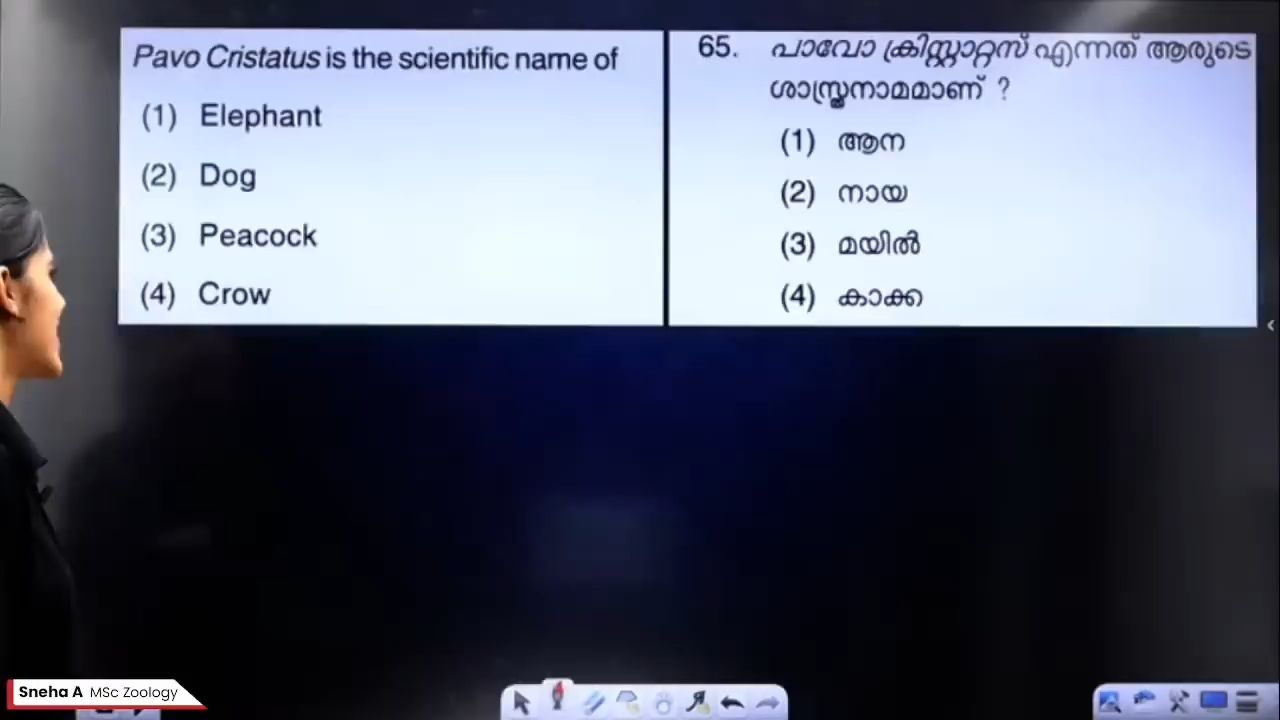 Pavo Cristatus is the scientific name of
(1) Elephant
(2) Dog
(3) Peacock
(4) Crow
65. പാവോ ക്രിസ്റ്റാറ്റസ് എന്നത് ആരുടെ
ശാസ്ത്രനാമമാണ് ?
(1) ആന
(2) നായ
(3) മയിൽ
(4) കാക്ക
Sneha A MSc Zoology